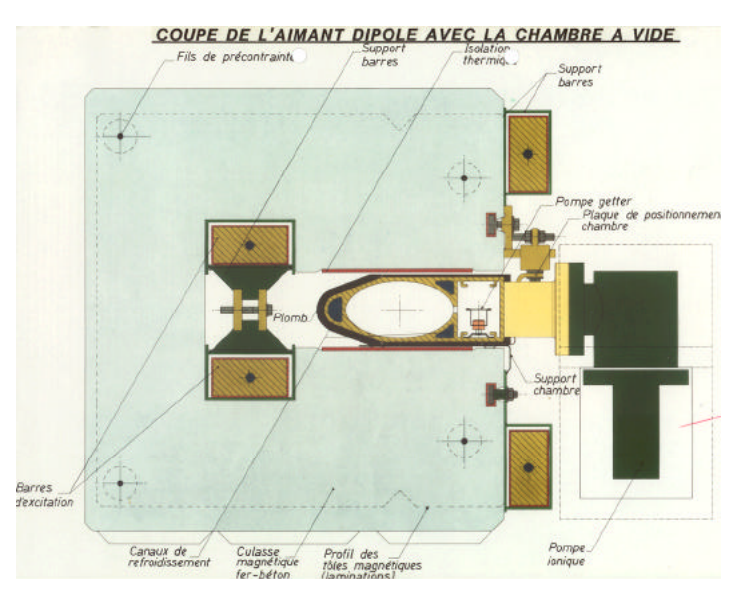 COUPE DE L'AIMANT DIPOLE AVEC LA CHAMBRE A VIDE
Fils de précontrainte
Support
barres
Isolation
thermique
Support
barres
Pompe getter
Plaque de positionnement
chambre
Plomb
Support
chambre
Barres
d'excitation
Canaux de
refroidissement
Culasse
magnétique
fer-béton
Profil des
tôles magnétiques
(laminations)
Pompe
ionique